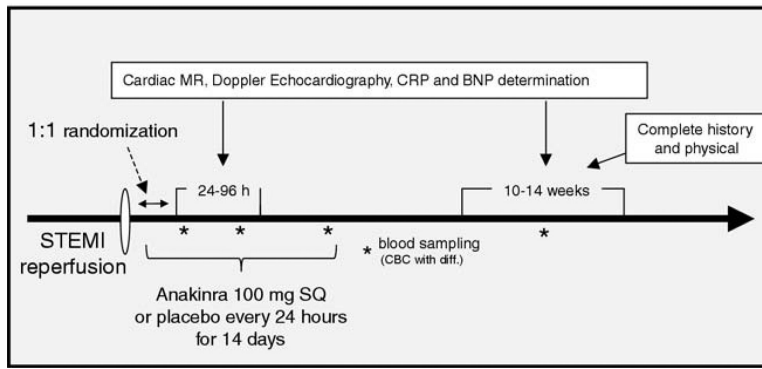 Cardiac MR, Doppler Echocardiography, CRP and BNP determination
1:1 randomization
Complete history
and physical
24-96 h
10-14 weeks
STEMI
reperfusion
* * * *
* blood sampling
(CBC with diff.)
Anakinra 100 mg SQ
or placebo every 24 hours
for 14 days